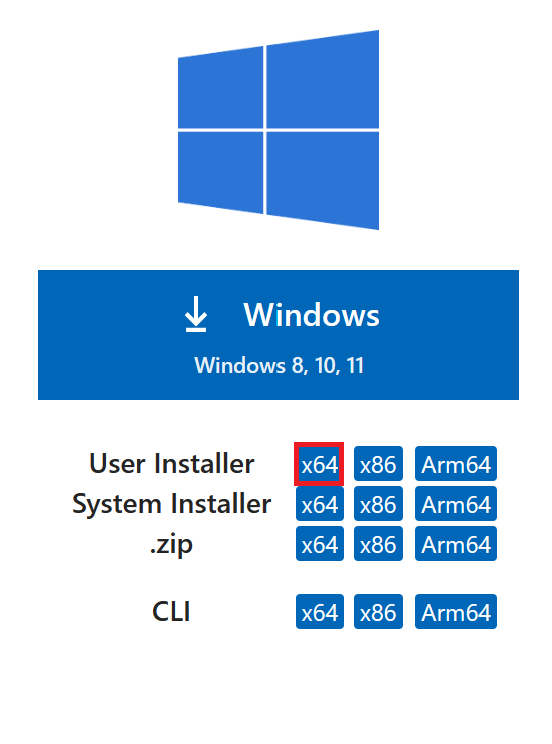 Windows
Windows 8, 10, 11
User Installer x64 x86 Arm64
System Installer x64 x86 Arm64
.zip x64 x86 Arm64
CLI x64 x86 Arm64